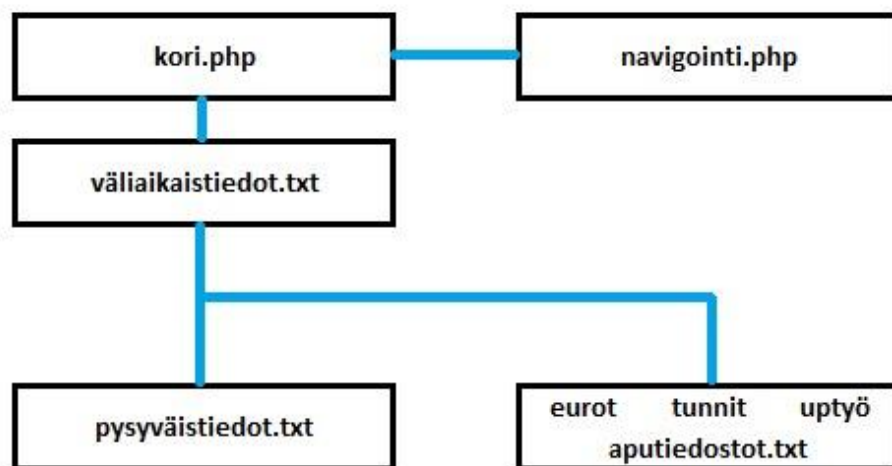 kori.php
navigointi.php
väliaikaistiedot.txt
pysyväistiedot.txt
eurot tunnit uptyö
aputiedostot.txt